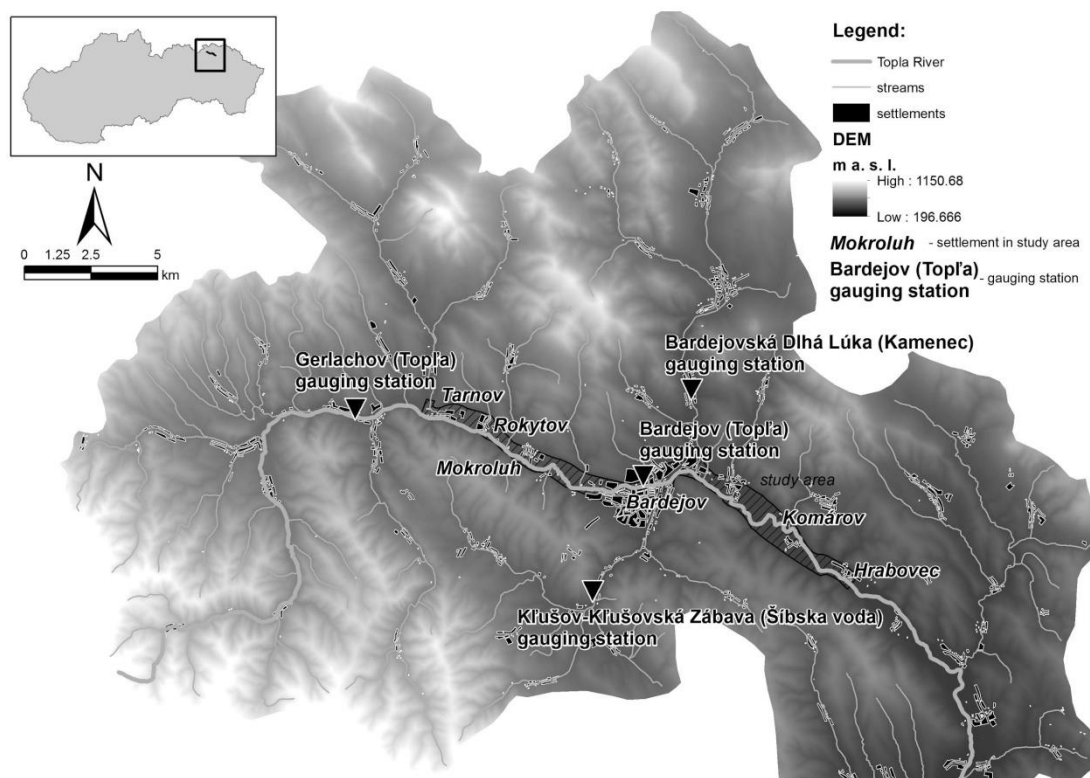 Legend:
Topla River
streams
settlements
DEM
m a. s. l.
High : 1150.68
Low : 196.666
Mokroluh - settlement in study area
Bardejov (Topľa) - gauging station
gauging station
N
0 1.25 2.5 5
km
Bardejovská Dlhá Lúka (Kamenec)
gauging station
Gerlachov (Topľa)
gauging station
Tarnov
Rokytov
Bardejov (Topľa)
gauging station
Mokroluh
study area
Bardejov
Komárov
Hrabovec
Kľušov-Kľušovská Zábava (Šíbska voda)
gauging station